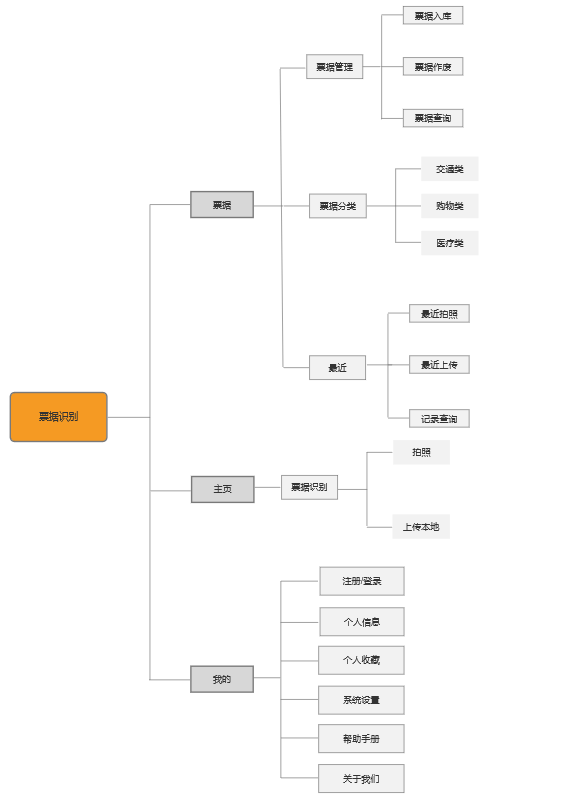 票据识别
票据
票据管理
票据入库
票据作废
票据查询
票据分类
交通类
购物类
医疗类
最近
最近拍照
最近上传
记录查询
主页
票据识别
拍照
上传本地
我的
注册/登录
个人信息
个人收藏
系统设置
帮助手册
关于我们